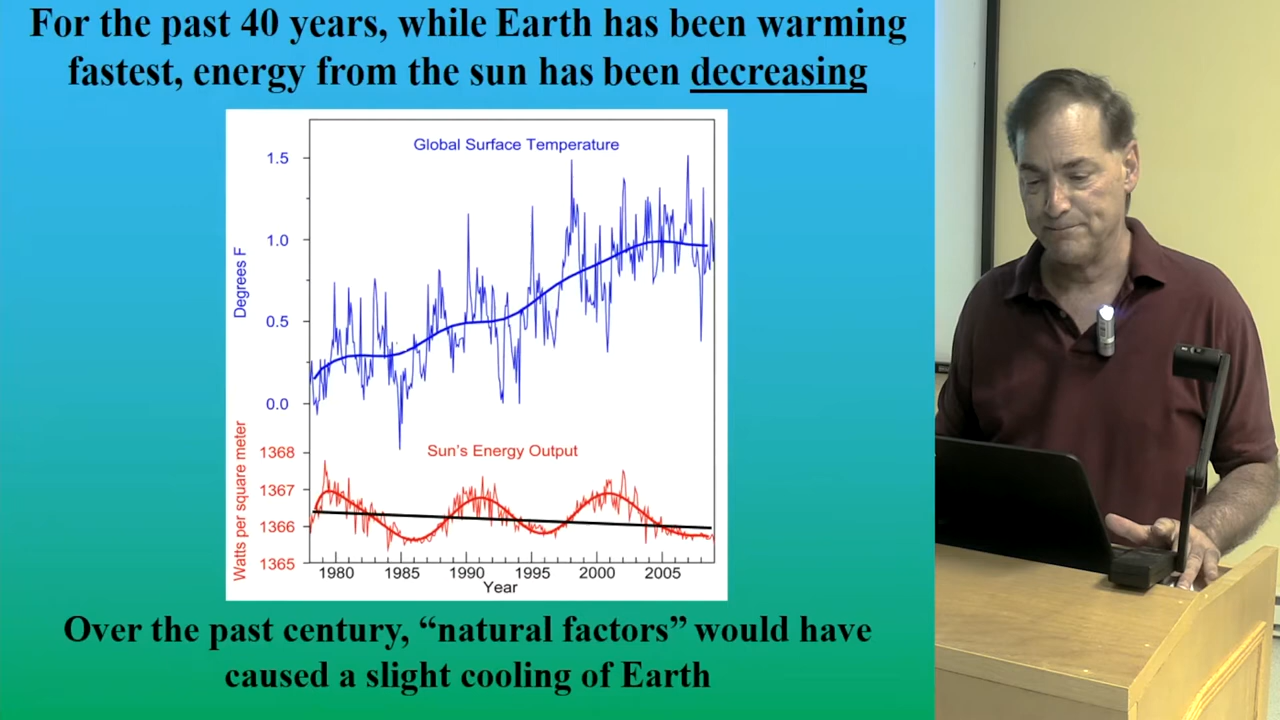 For the past 40 years, while Earth has been warming
fastest, energy from the sun has been decreasing
Global Surface Temperature
1.5
1.0
0.5
0.0
Degrees F
Sun's Energy Output
1368
1367
1366
1365
Watts per square meter
1980 1985 1990 1995 2000 2005
Year
Over the past century, “natural factors” would have
caused a slight cooling of Earth